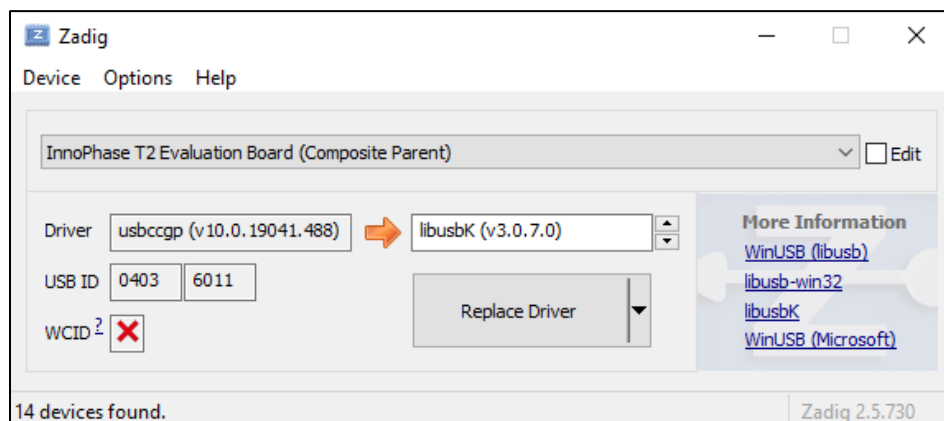 Zadig
Device Options Help
InnoPhase T2 Evaluation Board (Composite Parent)
Edit
Driver usbccgp (v10.0.19041.488) libusbK (v3.0.7.0)
USB ID 0403 6011
WCID ?
Replace Driver
More Information
WinUSB (libusb)
libusb-win32
libusbK
WinUSB (Microsoft)
14 devices found.
Zadig 2.5.730